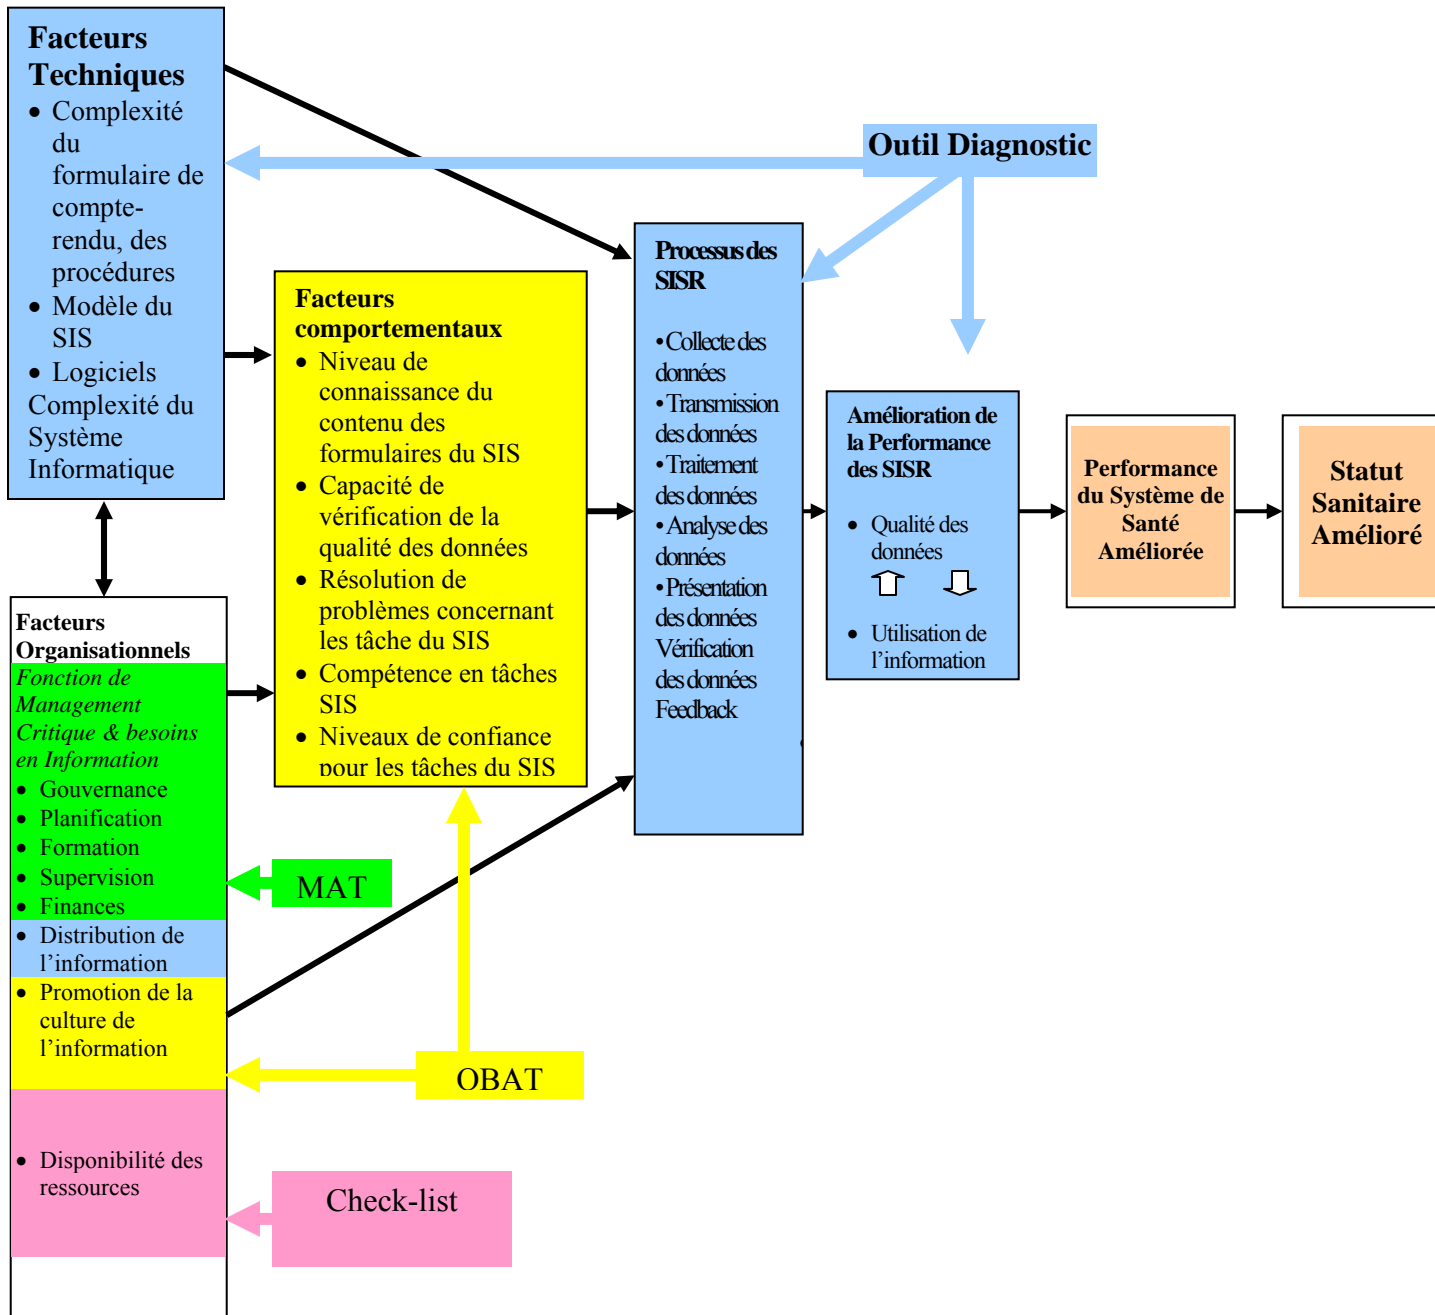 Facteurs
Techniques
• Complexité
du
formulaire de
compte-
rendu, des
procédures
• Modèle du
SIS
• Logiciels
Complexité du
Système
Informatique
Outil Diagnostic
Facteurs
comportementaux
• Niveau de
connaissance du
contenu des
formulaires du SIS
• Capacité de
vérification de la
qualité des données
• Résolution de
problèmes concernant
les tâche du SIS
• Compétence en tâches
SIS
• Niveaux de confiance
pour les tâches du SIS
Processus des
SISR
• Collecte des
données
• Transmission
des données
• Traitement
des données
• Analyse des
données
• Présentation
des données
Vérification
des données
Feedback
Amélioration de
la Performance
des SISR
• Qualité des
données
• Utilisation de
l’information
Performance
du Système de
Santé
Améliorée
Statut
Sanitaire
Amélioré
Facteurs
Organisationnels
Fonction de
Management
Critique & besoins
en Information
• Gouvernance
• Planification
• Formation
• Supervision
• Finances
• Distribution de
l’information
• Promotion de la
culture de
l’information
• Disponibilité des
ressources
MAT
OBAT
Check-list